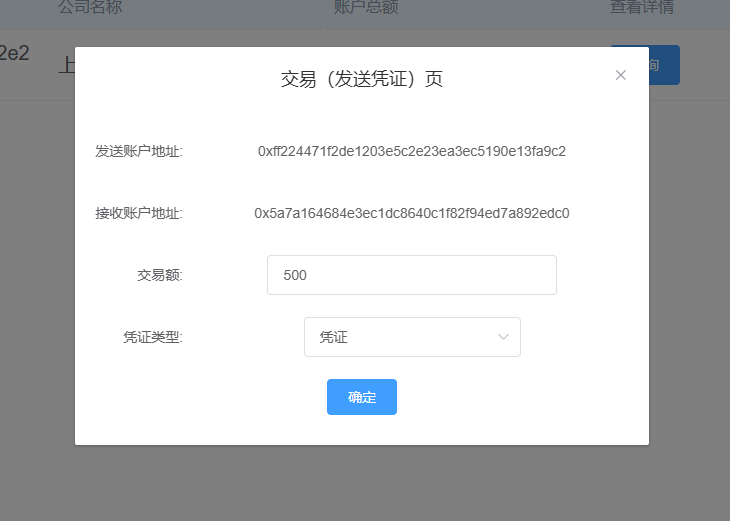 公司名称 账户总额 查看详情
2e2 上 询
交易（发送凭证）页
发送账户地址: 0xff224471f2de1203e5c2e23ea3ec5190e13fa9c2
接收账户地址: 0x5a7a164684e3ec1dc8640c1f82f94ed7a892edc0
交易额: 500
凭证类型: 凭证
确定